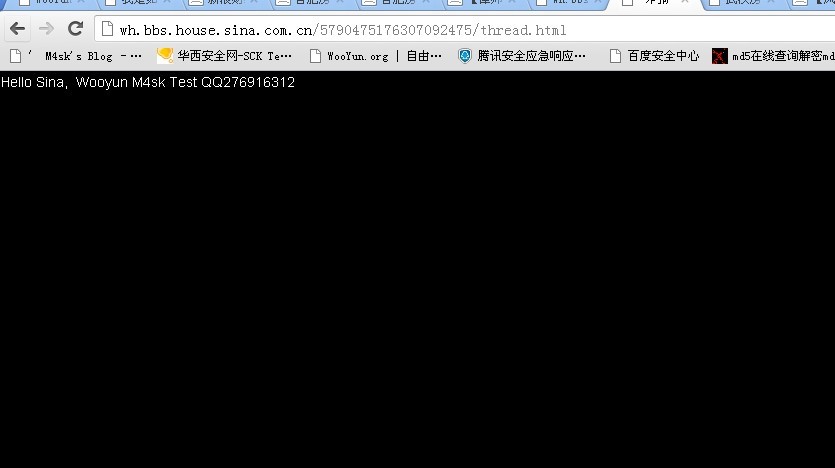 wh.bbs.house.sina.com.cn/5790475176307092475/thread.html
' M4sk's Blog - ... 华西安全网-SCK Te... WooYun.org | 自由... 腾讯安全应急响应... 百度安全中心 md5在线查询解密md
Hello Sina, Wooyun M4sk Test QQ276916312